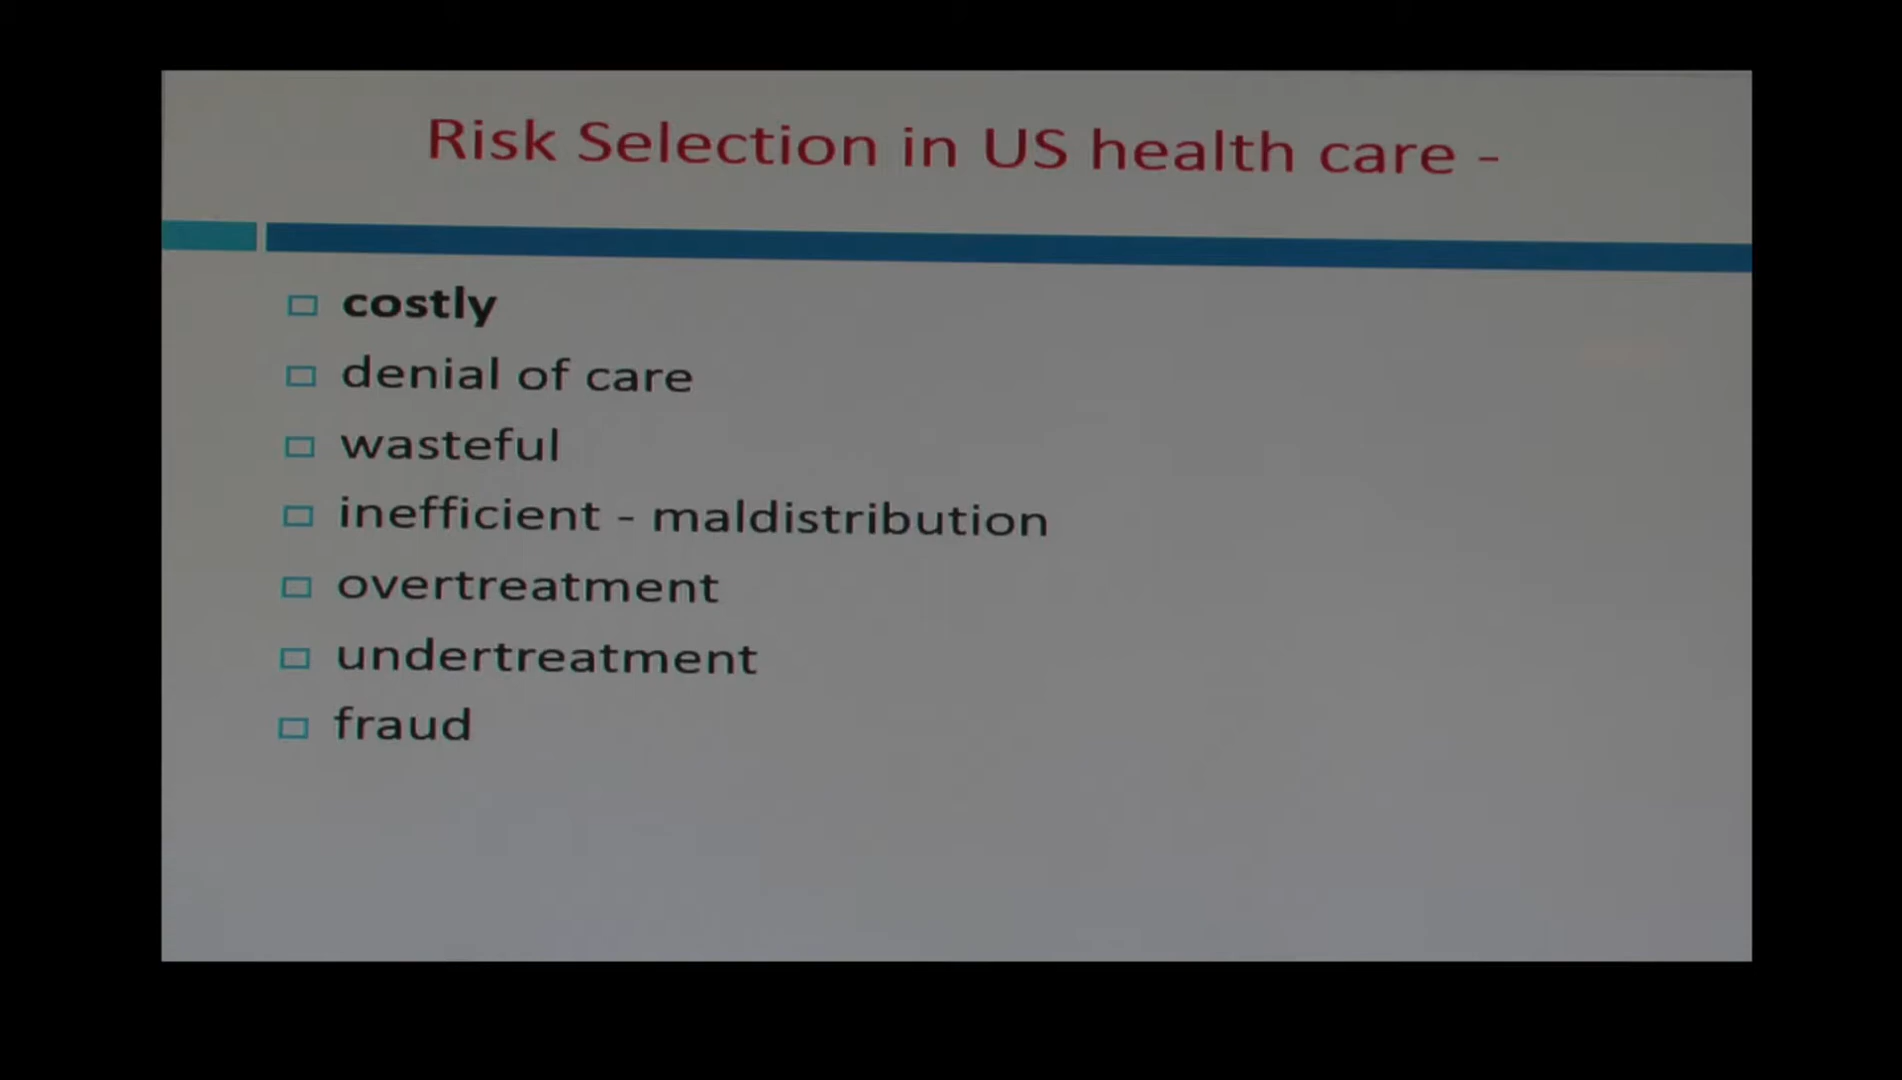 Risk Selection in US health care -
costly
denial of care
wasteful
inefficient - maldistribution
overtreatment
undertreatment
fraud